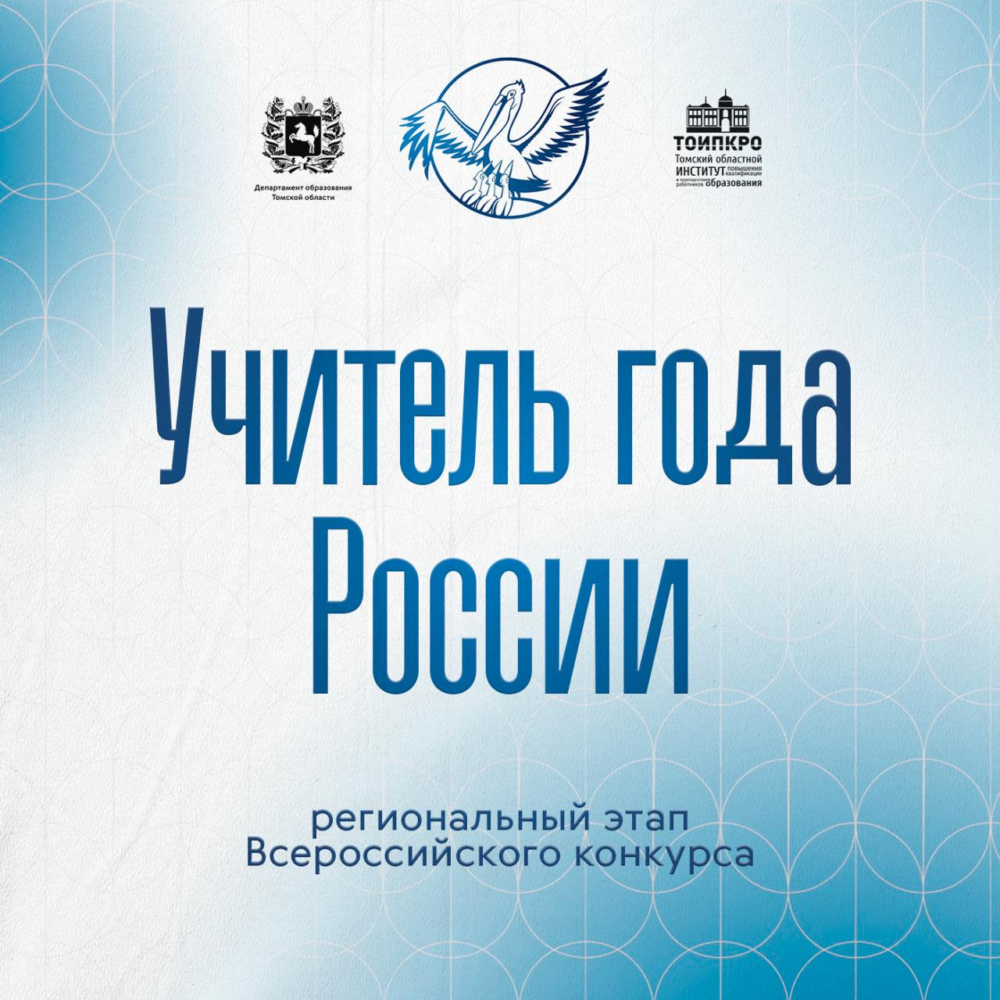 Департамент образования
Томской области
ТОИПКРО
Томский областной
ИНСТИТУТ повышения квалификации
и переподготовки работников образования
Учитель года
России
региональный этап
Всероссийского конкурса